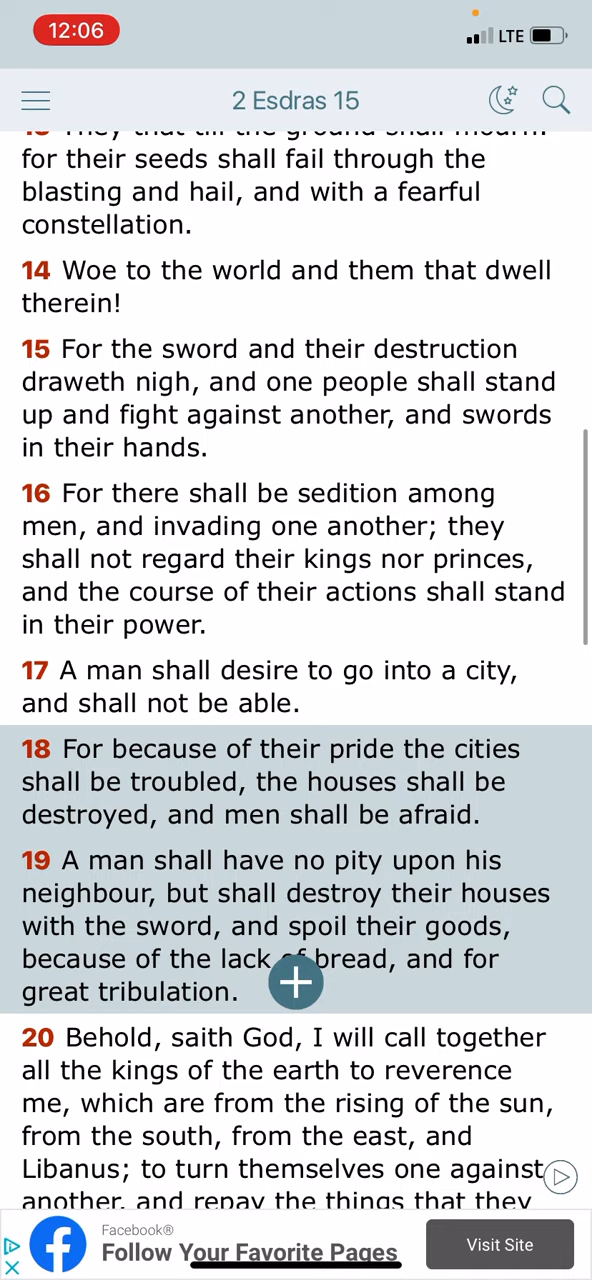 12:06
LTE
2 Esdras 15
13 They that till the ground shall mourn:
for their seeds shall fail through the
blasting and hail, and with a fearful
constellation.
14 Woe to the world and them that dwell
therein!
15 For the sword and their destruction
draweth nigh, and one people shall stand
up and fight against another, and swords
in their hands.
16 For there shall be sedition among
men, and invading one another; they
shall not regard their kings nor princes,
and the course of their actions shall stand
in their power.
17 A man shall desire to go into a city,
and shall not be able.
18 For because of their pride the cities
shall be troubled, the houses shall be
destroyed, and men shall be afraid.
19 A man shall have no pity upon his
neighbour, but shall destroy their houses
with the sword, and spoil their goods,
because of the lack of bread, and for
great tribulation.
20 Behold, saith God, I will call together
all the kings of the earth to reverence
me, which are from the rising of the sun,
from the south, from the east, and
Libanus; to turn themselves one against
another, and repay the things that they
Facebook®
Follow Your Favorite Pages
Visit Site